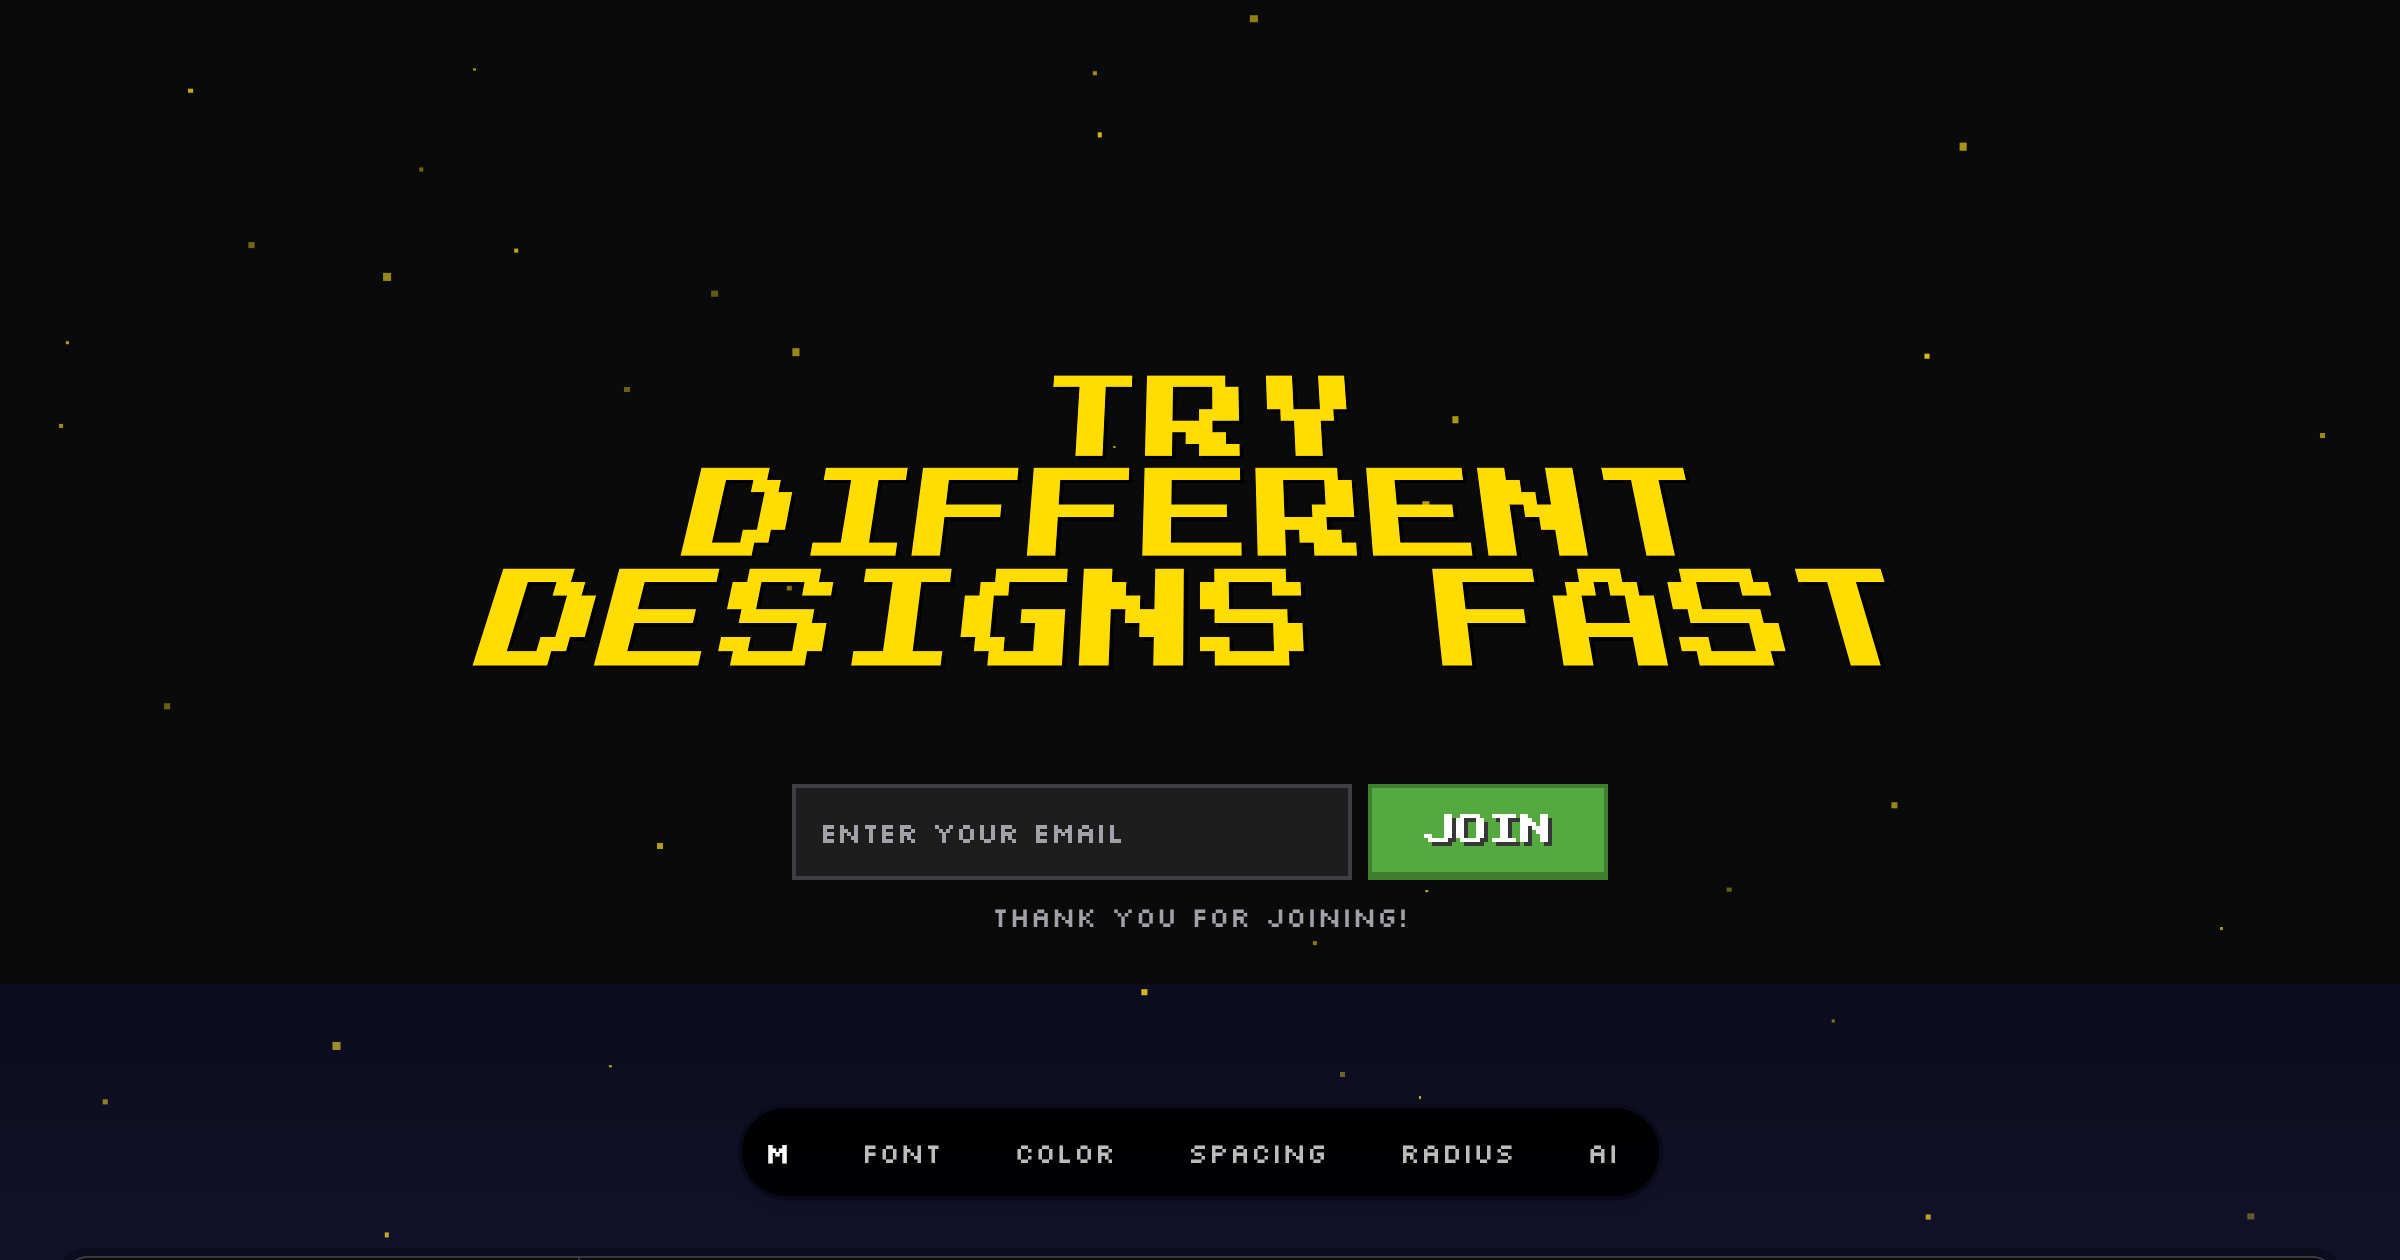 TRY
DIFFERENT
DESIGNS FAST
ENTER YOUR EMAIL
JOIN
THANK YOU FOR JOINING!
M FONT COLOR SPACING RADIUS AI